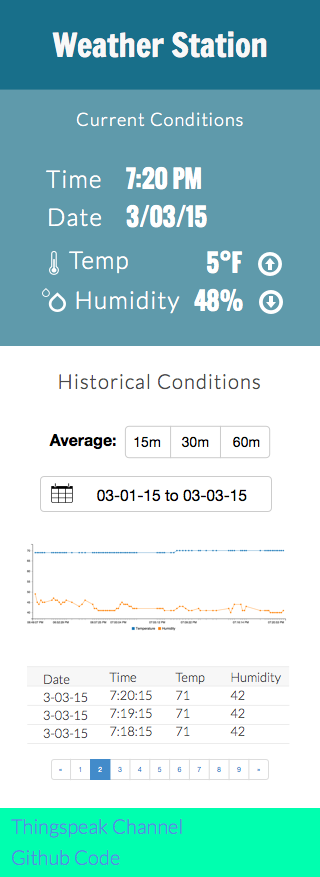 Weather Station
Current Conditions
Time 7:20 PM
Date 3/03/15
Temp 5°F
Humidity 48%
Historical Conditions
Average: 15m 30m 60m
03-01-15 to 03-03-15
Temperature Humidity
Date Time Temp Humidity
3-03-15 7:20:15 71 42
3-03-15 7:19:15 71 42
3-03-15 7:18:15 71 42
« 1 2 3 4 5 6 7 8 9 »
Thingspeak Channel
Github Code